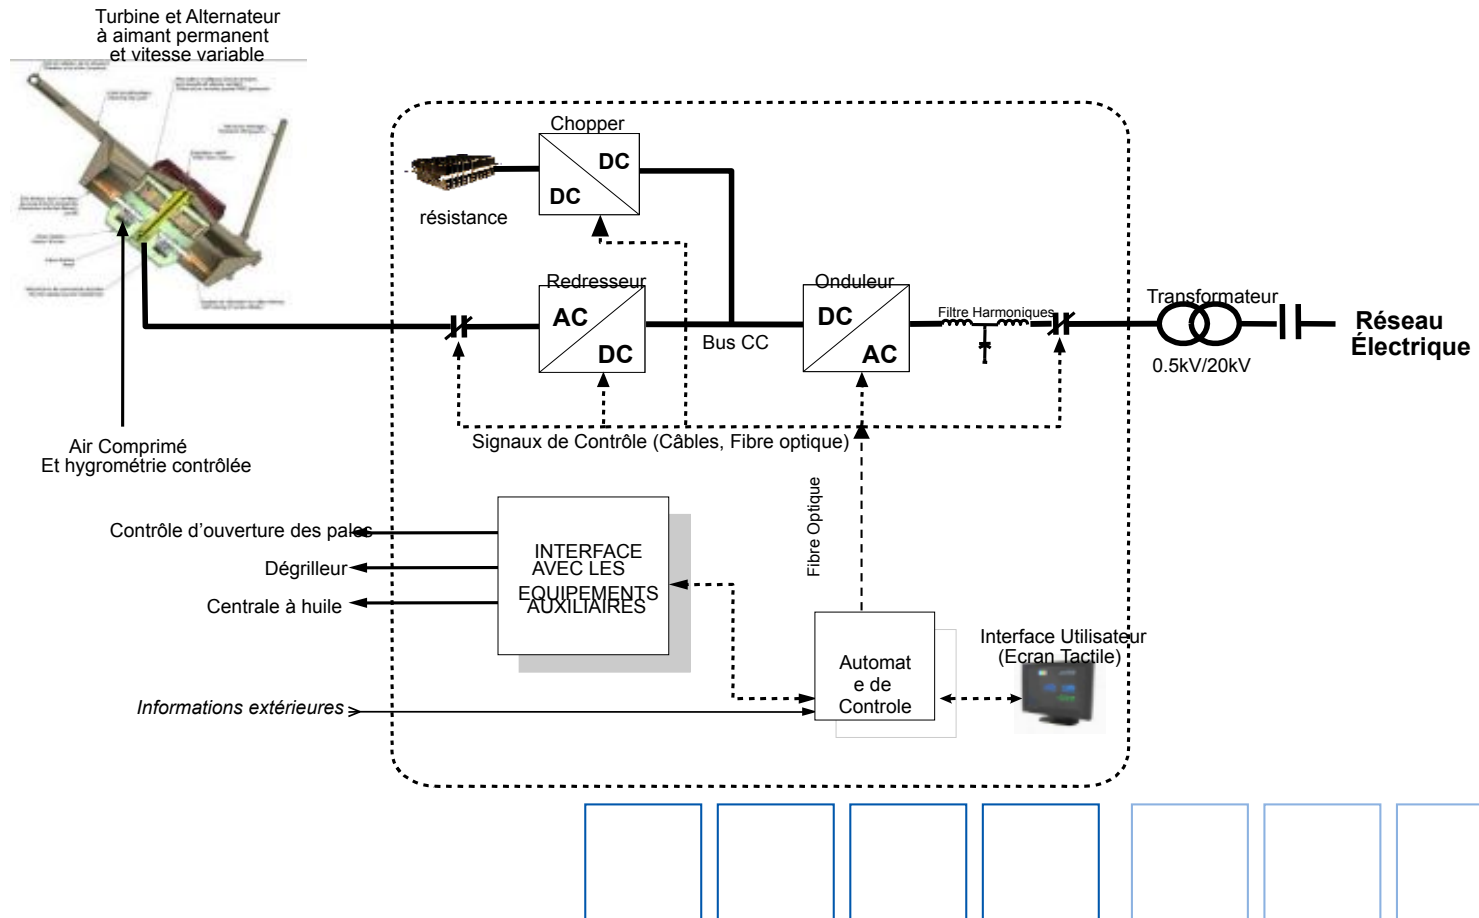 Turbine et Alternateur
à aimant permanent
et vitesse variable
Chopper
DC
DC
résistance
Redresseur
AC
DC
Bus CC
Onduleur
DC
AC
Filtre Harmoniques
Transformateur
0.5kV/20kV
Réseau
Électrique
Air Comprimé
Et hygrométrie contrôlée
Signaux de Contrôle (Câbles, Fibre optique)
Fibre Optique
Contrôle d'ouverture des pales
Dégrilleur
Centrale à huile
INTERFACE
AVEC LES
EQUIPEMENTS
AUXILIAIRES
Informations extérieures
Automat
e de
Controle
Interface Utilisateur
(Ecran Tactile)